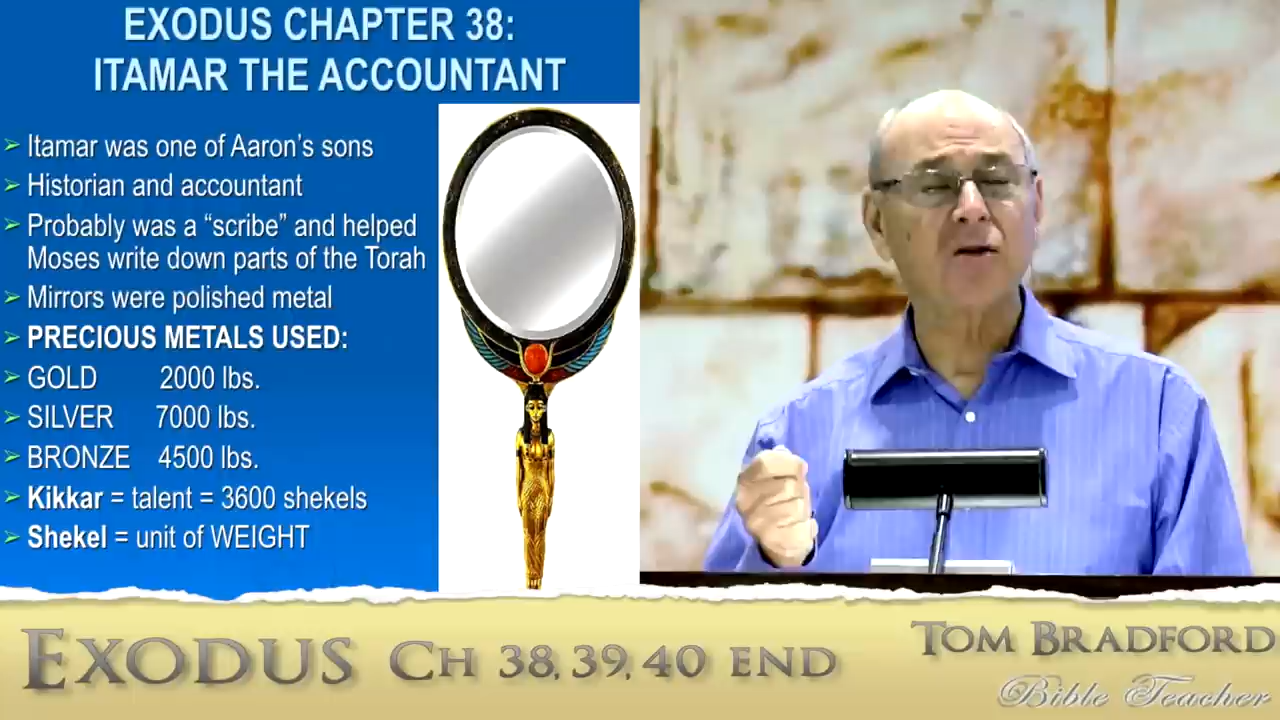 EXODUS CHAPTER 38:
ITAMAR THE ACCOUNTANT
➢ Itamar was one of Aaron’s sons
➢ Historian and accountant
➢ Probably was a “scribe” and helped
Moses write down parts of the Torah
➢ Mirrors were polished metal
➢ PRECIOUS METALS USED:
➢ GOLD 2000 lbs.
➢ SILVER 7000 lbs.
➢ BRONZE 4500 lbs.
➢ Kikkar = talent = 3600 shekels
➢ Shekel = unit of WEIGHT
EXODUS CH 38, 39, 40 END
TOM BRADFORD
Bible Teacher